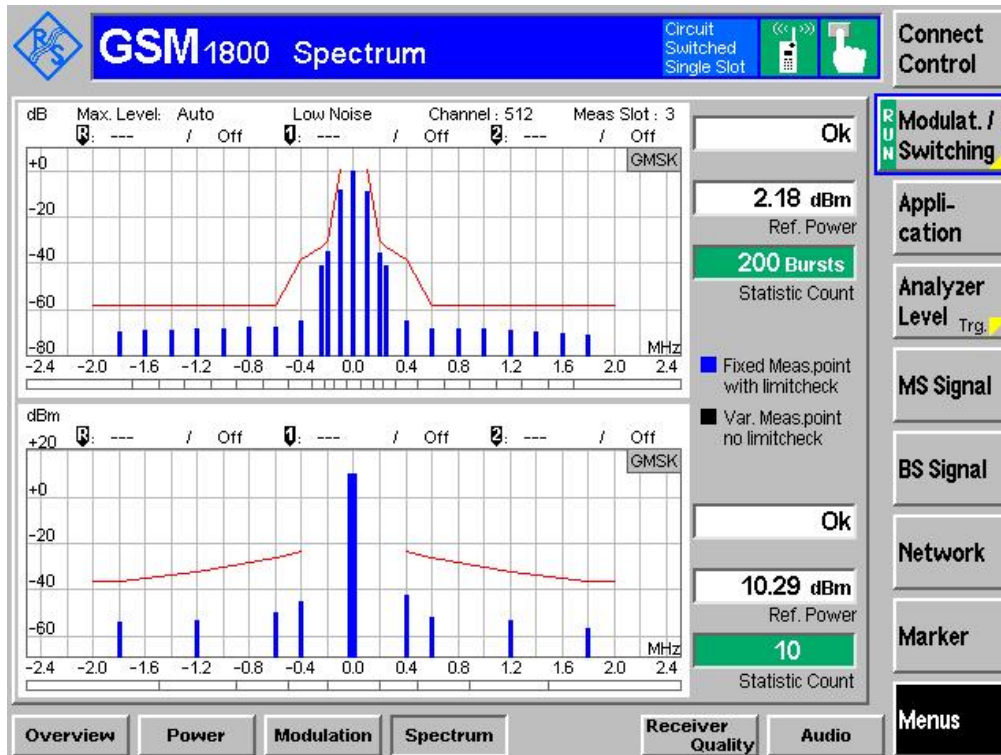 R&S
GSM 1800 Spectrum
Circuit Switched Single Slot
Connect Control
dB Max. Level: Auto Low Noise Channel : 512 Meas Slot : 3
R: --- / Off 1: --- / Off 2: --- / Off
GMSK
+0
-20
-40
-60
-80
MHz
-2.4 -2.0 -1.6 -1.2 -0.8 -0.4 0.0 0.4 0.8 1.2 1.6 2.0 2.4
Ok
2.18 dBm
Ref. Power
200 Bursts
Statistic Count
Fixed Meas.point
with limitcheck
Var. Meas.point
no limitcheck
dBm
R: --- / Off 1: --- / Off 2: --- / Off
GMSK
+20
+0
-20
-40
-60
MHz
-2.4 -2.0 -1.6 -1.2 -0.8 -0.4 0.0 0.4 0.8 1.2 1.6 2.0 2.4
Ok
10.29 dBm
Ref. Power
10
Statistic Count
RUN
Modulat. /
Switching
Appli-
cation
Analyzer
Level Trg.
MS Signal
BS Signal
Network
Marker
Menus
Overview Power Modulation Spectrum Receiver Quality Audio